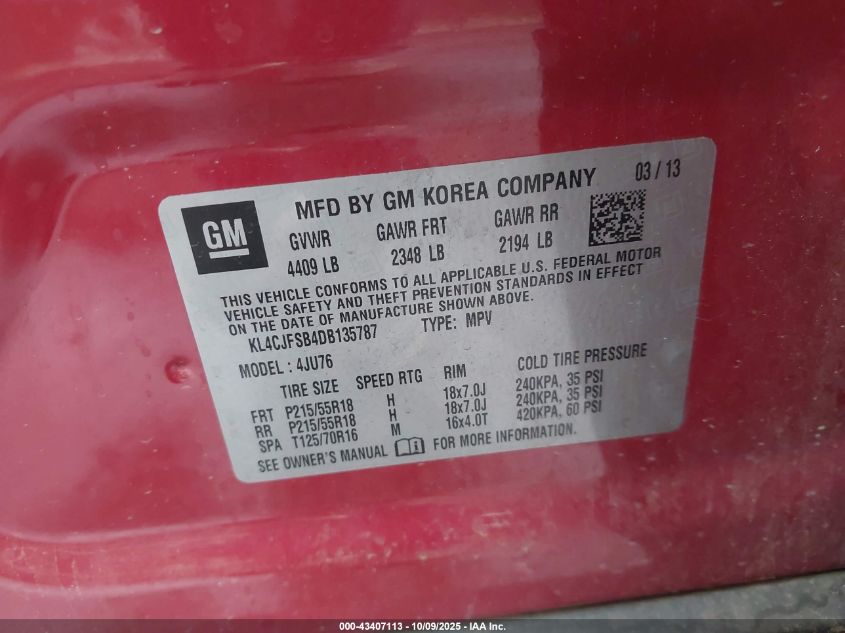 MFD BY GM KOREA COMPANY 03 / 13
GM
GVWR GAWR FRT GAWR RR
4409 LB 2348 LB 2194 LB
THIS VEHICLE CONFORMS TO ALL APPLICABLE U.S. FEDERAL MOTOR
VEHICLE SAFETY AND THEFT PREVENTION STANDARDS IN EFFECT
ON THE DATE OF MANUFACTURE SHOWN ABOVE.
KL4CJFSB4DB135787 TYPE: MPV
MODEL : 4JU76
TIRE SIZE SPEED RTG RIM COLD TIRE PRESSURE
FRT P215/55R18 H 18x7.0J 240KPA, 35 PSI
RR P215/55R18 H 18x7.0J 240KPA, 35 PSI
SPA T125/70R16 M 16x4.0T 420KPA, 60 PSI
SEE OWNER'S MANUAL FOR MORE INFORMATION.
000-43407113 - 10/09/2025 - IAA Inc.